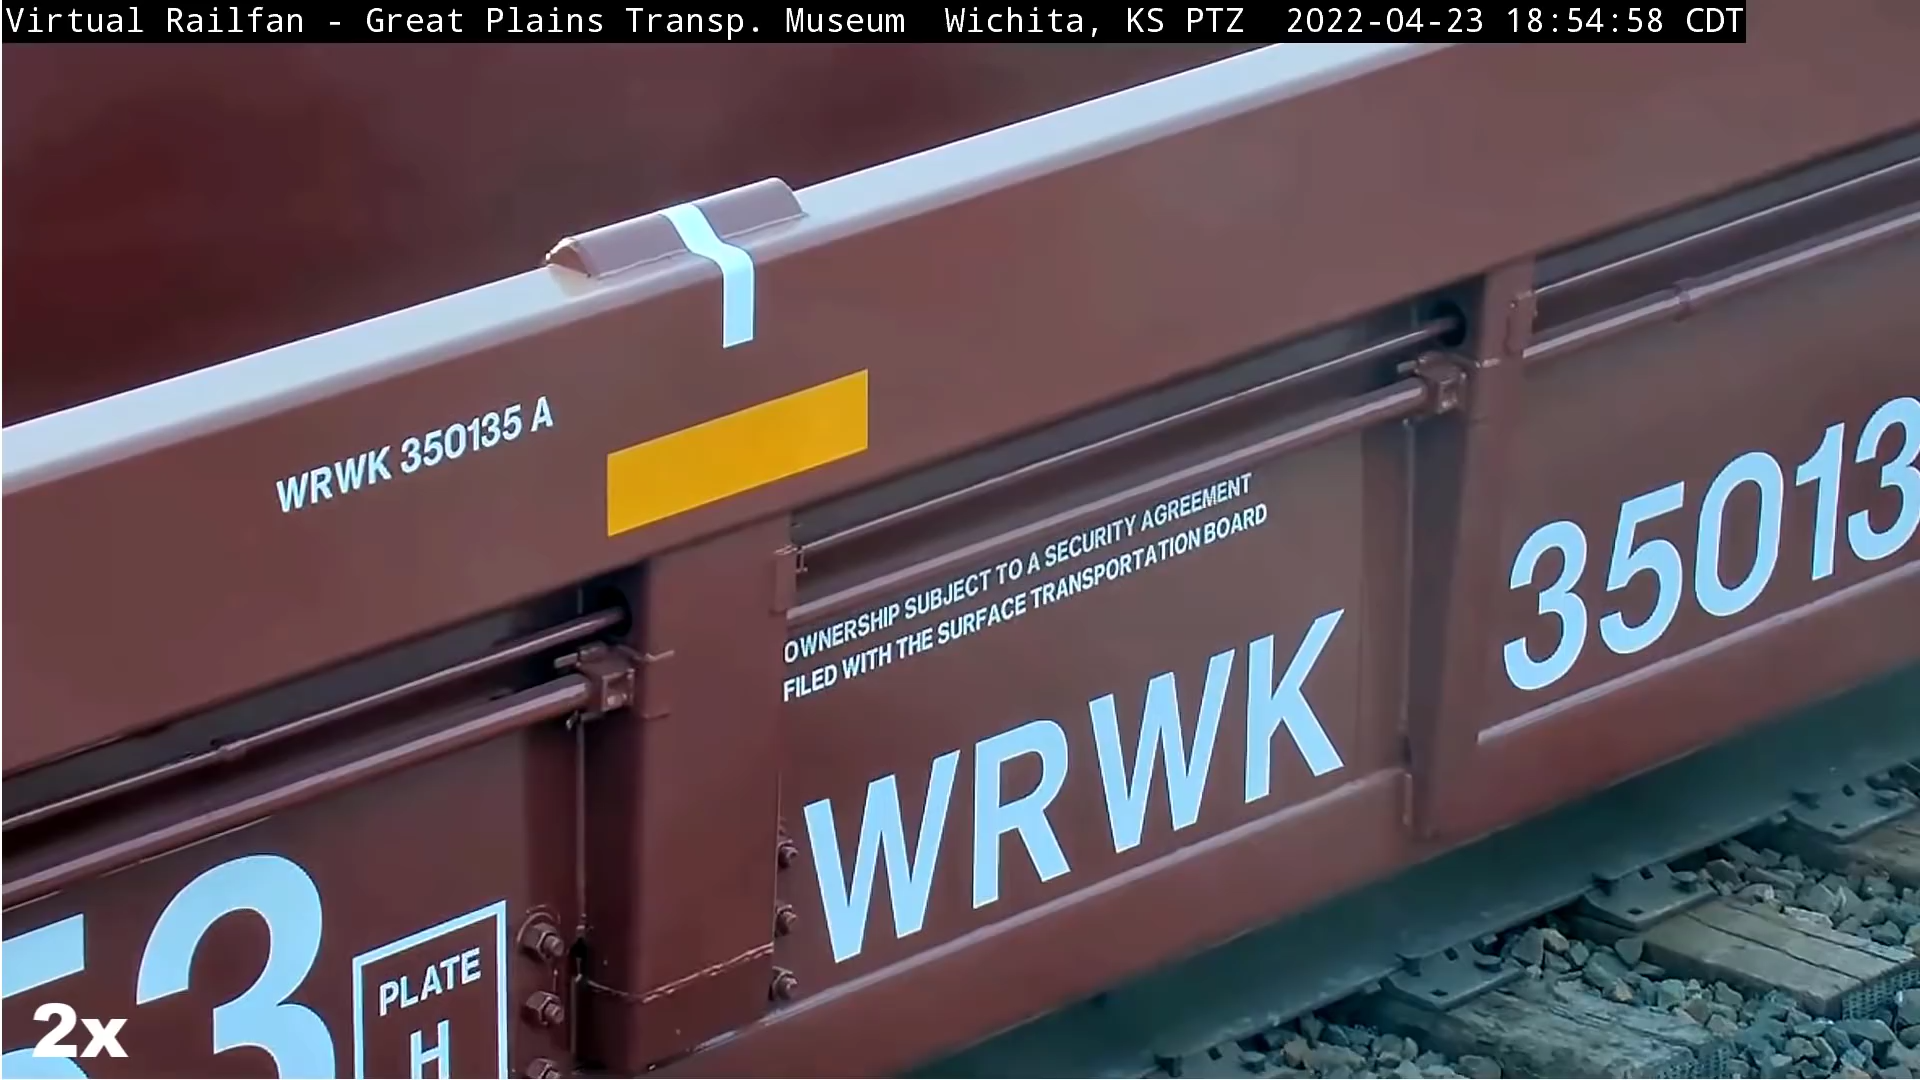 Virtual Railfan - Great Plains Transp. Museum Wichita, KS PTZ 2022-04-23 18:54:58 CDT
WRWK 350135 A
OWNERSHIP SUBJECT TO A SECURITY AGREEMENT
FILED WITH THE SURFACE TRANSPORTATION BOARD
WRWK 35013
53
PLATE
H
2x